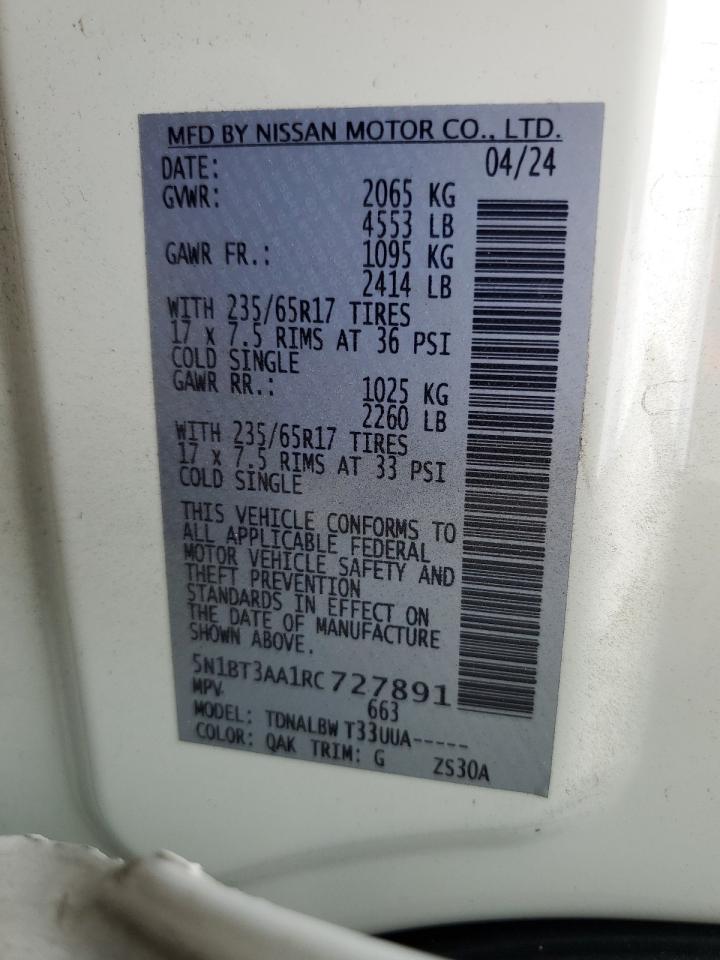 MFD BY NISSAN MOTOR CO., LTD.
DATE: 04/24
GVWR: 2065 KG
4553 LB
GAWR FR.: 1095 KG
2414 LB
WITH 235/65R17 TIRES
17 x 7.5 RIMS AT 36 PSI
COLD SINGLE
GAWR RR.: 1025 KG
2260 LB
WITH 235/65R17 TIRES
17 x 7.5 RIMS AT 33 PSI
COLD SINGLE
THIS VEHICLE CONFORMS TO
ALL APPLICABLE FEDERAL
MOTOR VEHICLE SAFETY AND
THEFT PREVENTION
STANDARDS IN EFFECT ON
THE DATE OF MANUFACTURE
SHOWN ABOVE.
5N1BT3AA1RC727891
MPV 663
MODEL: TDNALBW T33UUA-----
COLOR: QAK TRIM: G ZS30A